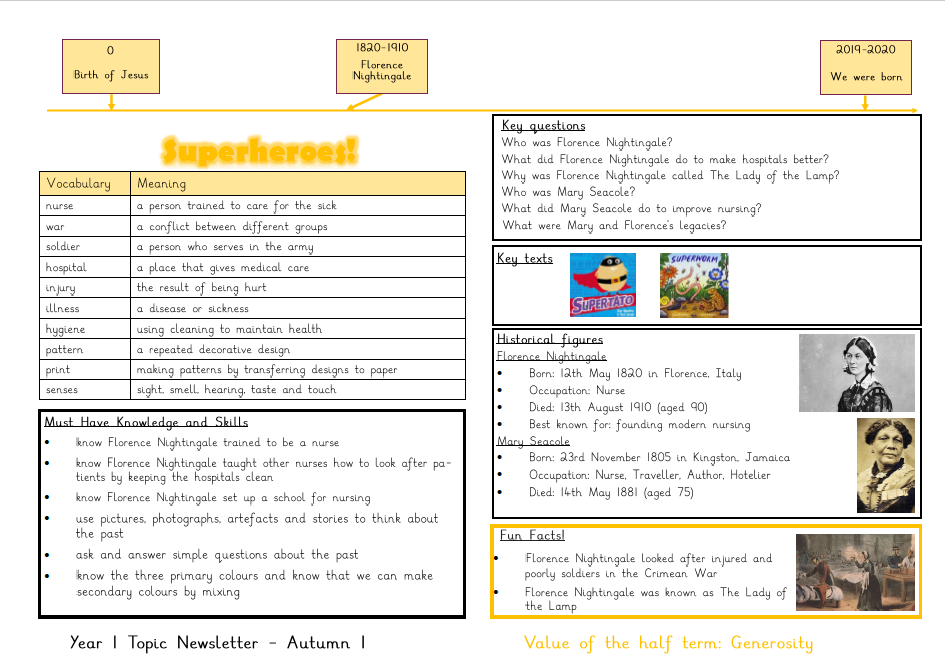 0
Birth of Jesus
1820-1910
Florence
Nightingale
2019-2020
We were born
Superheroes!
Vocabulary Meaning
nurse a person trained to care for the sick
war a conflict between different groups
soldier a person who serves in the army
hospital a place that gives medical care
injury the result of being hurt
illness a disease or sickness
hygiene using cleaning to maintain health
pattern a repeated decorative design
print making patterns by transferring designs to paper
senses sight, smell, hearing, taste and touch
Must Have Knowledge and Skills
• know Florence Nightingale trained to be a nurse
• know Florence Nightingale taught other nurses how to look after pa-
tients by keeping the hospitals clean
• know Florence Nightingale set up a school for nursing
• use pictures, photographs, artefacts and stories to think about
the past
• ask and answer simple questions about the past
• know the three primary colours and know that we can make
secondary colours by mixing
Key questions
Who was Florence Nightingale?
What did Florence Nightingale do to make hospitals better?
Why was Florence Nightingale called The Lady of the Lamp?
Who was Mary Seacole?
What did Mary Seacole do to improve nursing?
What were Mary and Florence's legacies?
Key texts
SUPERTATO
SUPERWORM
Historical figures
Florence Nightingale
• Born: 12th May 1820 in Florence, Italy
• Occupation: Nurse
• Died: 13th August 1910 (aged 90)
• Best known for: founding modern nursing
Mary Seacole
• Born: 23rd November 1805 in Kingston, Jamaica
• Occupation: Nurse, Traveller, Author, Hotelier
• Died: 14th May 1881 (aged 75)
Fun Facts!
• Florence Nightingale looked after injured and
poorly soldiers in the Crimean War
• Florence Nightingale was known as The Lady of
the Lamp
Year 1 Topic Newsletter - Autumn 1
Value of the half term: Generosity